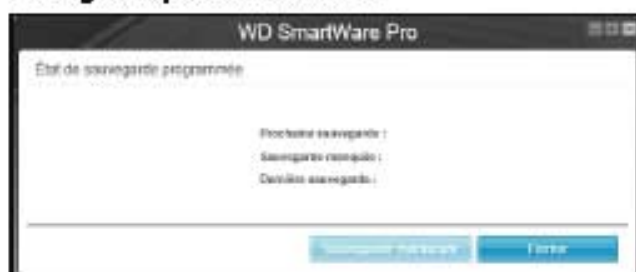 WD SmartWare Pro
État de sauvegarde programmée
Prochaine sauvegarde :
Sauvegarde manquée :
Dernière sauvegarde :
Fermer